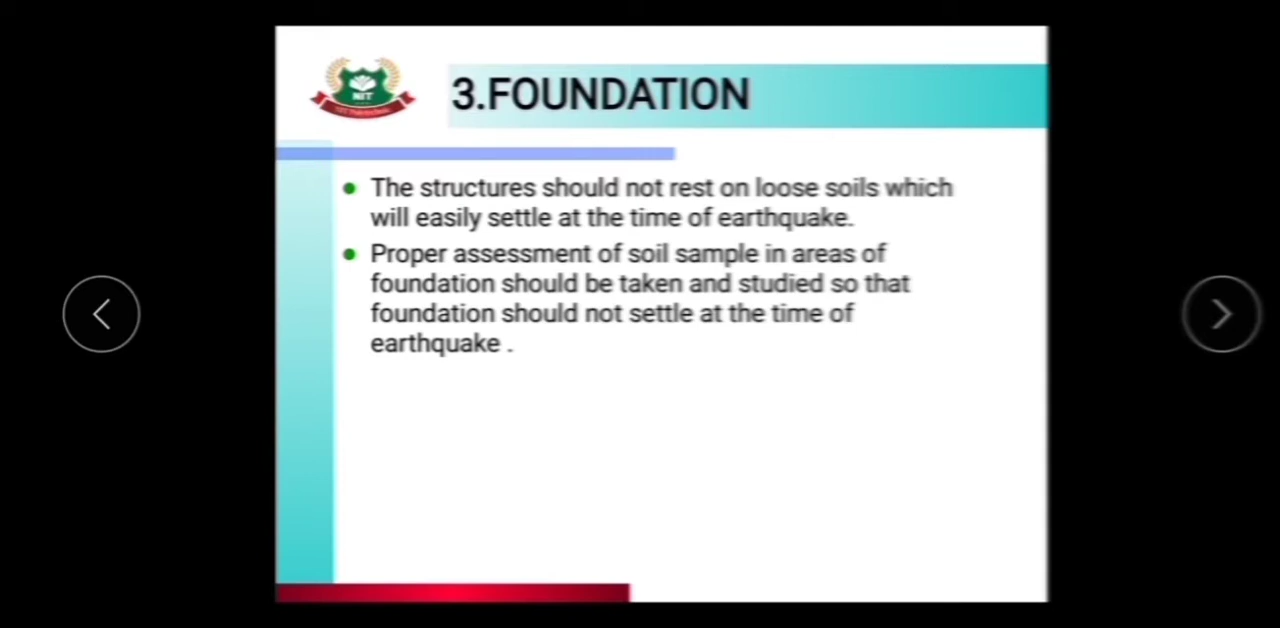 NIT
3.FOUNDATION
The structures should not rest on loose soils which
will easily settle at the time of earthquake.
Proper assessment of soil sample in areas of
foundation should be taken and studied so that
foundation should not settle at the time of
earthquake .